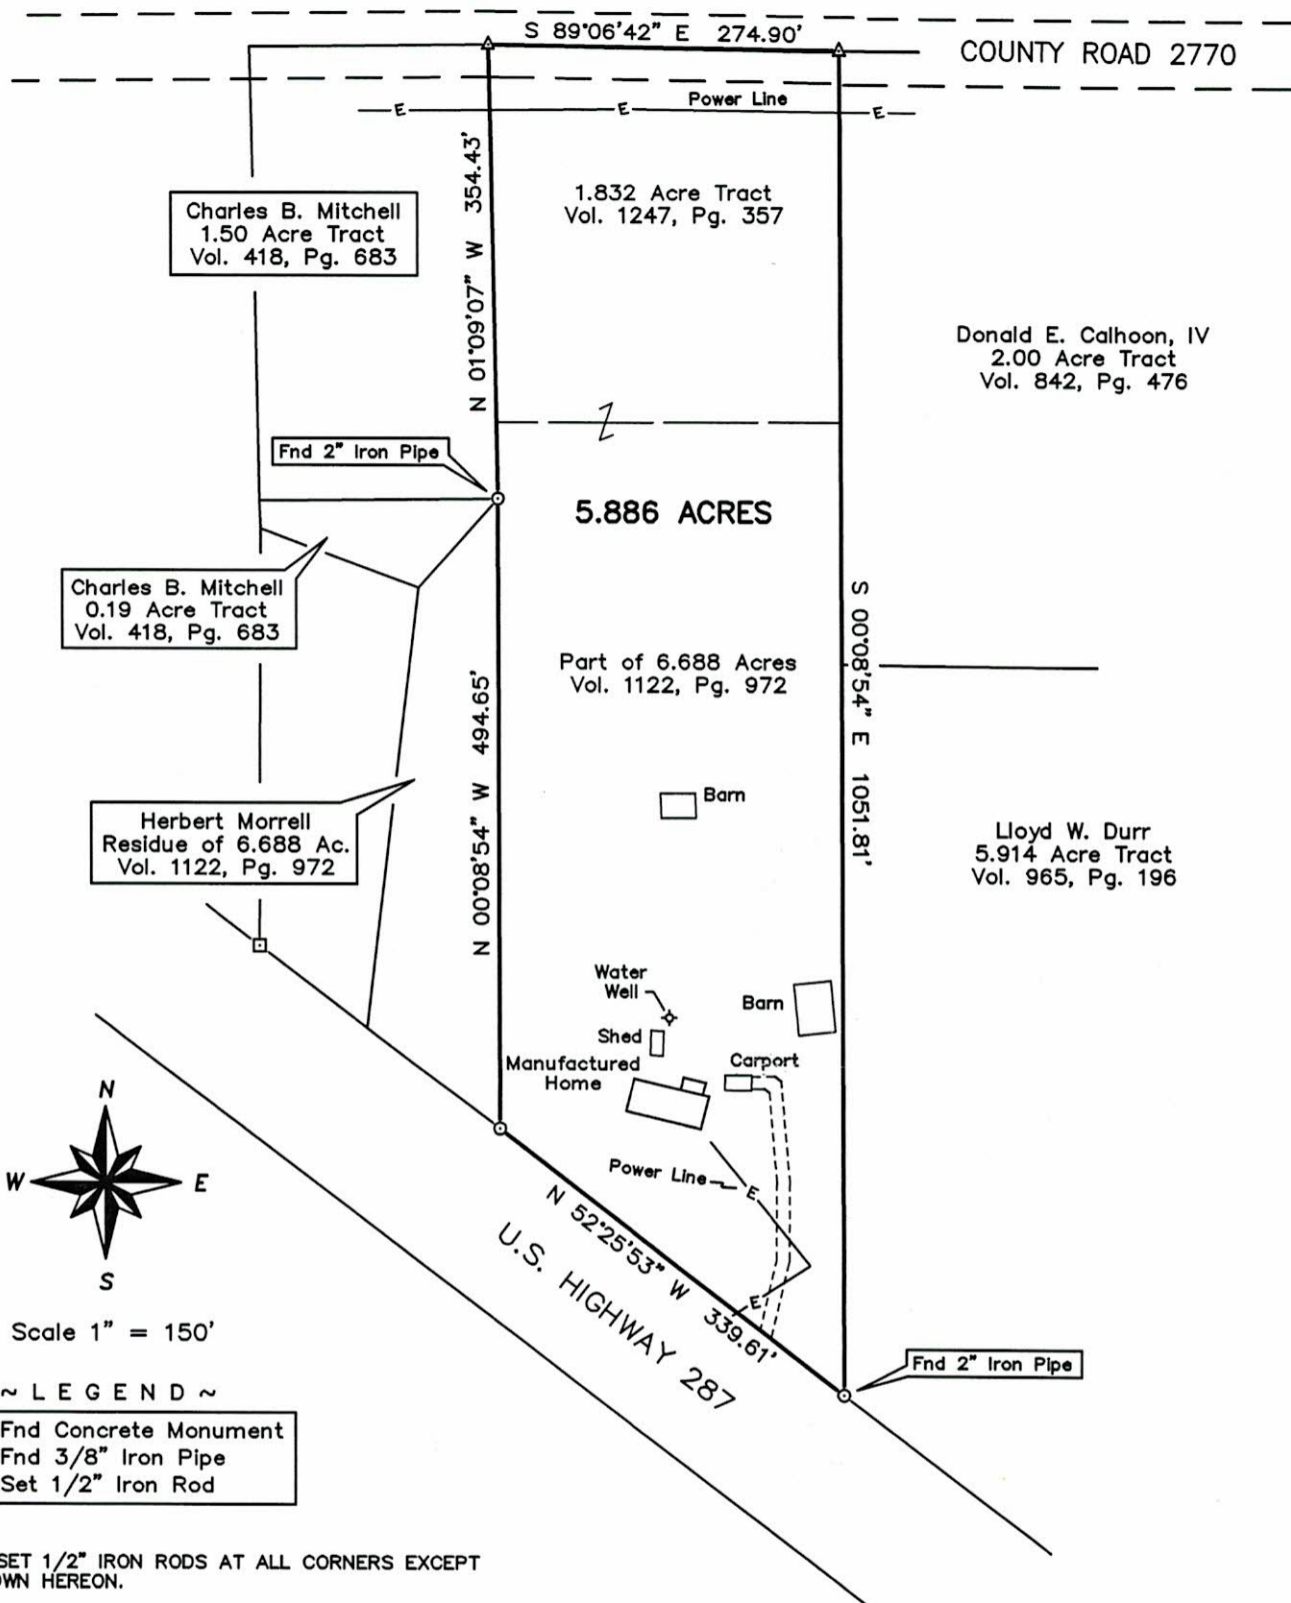 S 89°06'42" E 274.90'
COUNTY ROAD 2770
E
E
Power Line
E
N 01°09'07" W 354.43'
1.832 Acre Tract
Vol. 1247, Pg. 357
Charles B. Mitchell
1.50 Acre Tract
Vol. 418, Pg. 683
Donald E. Calhoon, IV
2.00 Acre Tract
Vol. 842, Pg. 476
Fnd 2" Iron Pipe
5.886 ACRES
Charles B. Mitchell
0.19 Acre Tract
Vol. 418, Pg. 683
S 00°08'54" E 1051.81'
Part of 6.688 Acres
Vol. 1122, Pg. 972
N 00°08'54" W 494.65'
Barn
Herbert Morrell
Residue of 6.688 Ac.
Vol. 1122, Pg. 972
Lloyd W. Durr
5.914 Acre Tract
Vol. 965, Pg. 196
Water
Well
Barn
Shed
Manufactured
Home
Carport
Power Line
E
E
N 52°25'53" W 339.61'
U.S. HIGHWAY 287
N
W
E
S
Scale 1" = 150'
Fnd 2" Iron Pipe
~ L E G E N D ~
Fnd Concrete Monument
Fnd 3/8" Iron Pipe
Set 1/2" Iron Rod
SET 1/2" IRON RODS AT ALL CORNERS EXCEPT
HEREON.